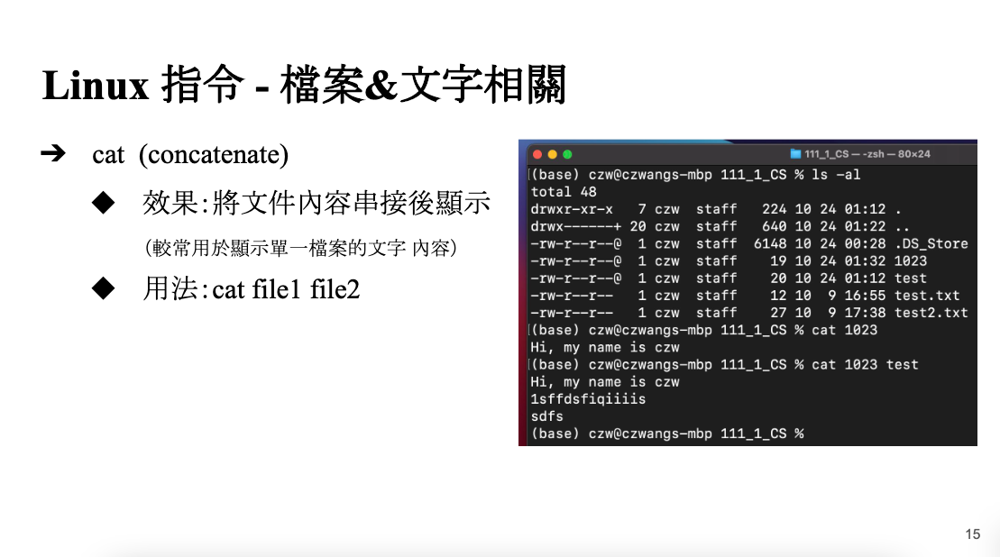 Linux 指令 - 檔案&文字相關
➔ cat (concatenate)
◆ 效果:將文件內容串接後顯示
(較常用於顯示單一檔案的文字 內容)
◆ 用法:cat file1 file2
111_1_CS — -zsh — 80×24
(base) czw@czwangs-mbp 111_1_CS % ls -al
total 48
drwxr-xr-x   7 czw  staff   224 10 24 01:12 .
drwx------+ 20 czw  staff   640 10 24 01:22 ..
-rw-r--r--@  1 czw  staff  6148 10 24 00:28 .DS_Store
-rw-r--r--@  1 czw  staff    19 10 24 01:32 1023
-rw-r--r--@  1 czw  staff    20 10 24 01:12 test
-rw-r--r--   1 czw  staff    12 10  9 16:55 test.txt
-rw-r--r--   1 czw  staff    27 10  9 17:38 test2.txt
(base) czw@czwangs-mbp 111_1_CS % cat 1023
Hi, my name is czw
(base) czw@czwangs-mbp 111_1_CS % cat 1023 test
Hi, my name is czw
1sffdsfiqiiiis
sdfs
(base) czw@czwangs-mbp 111_1_CS %
15